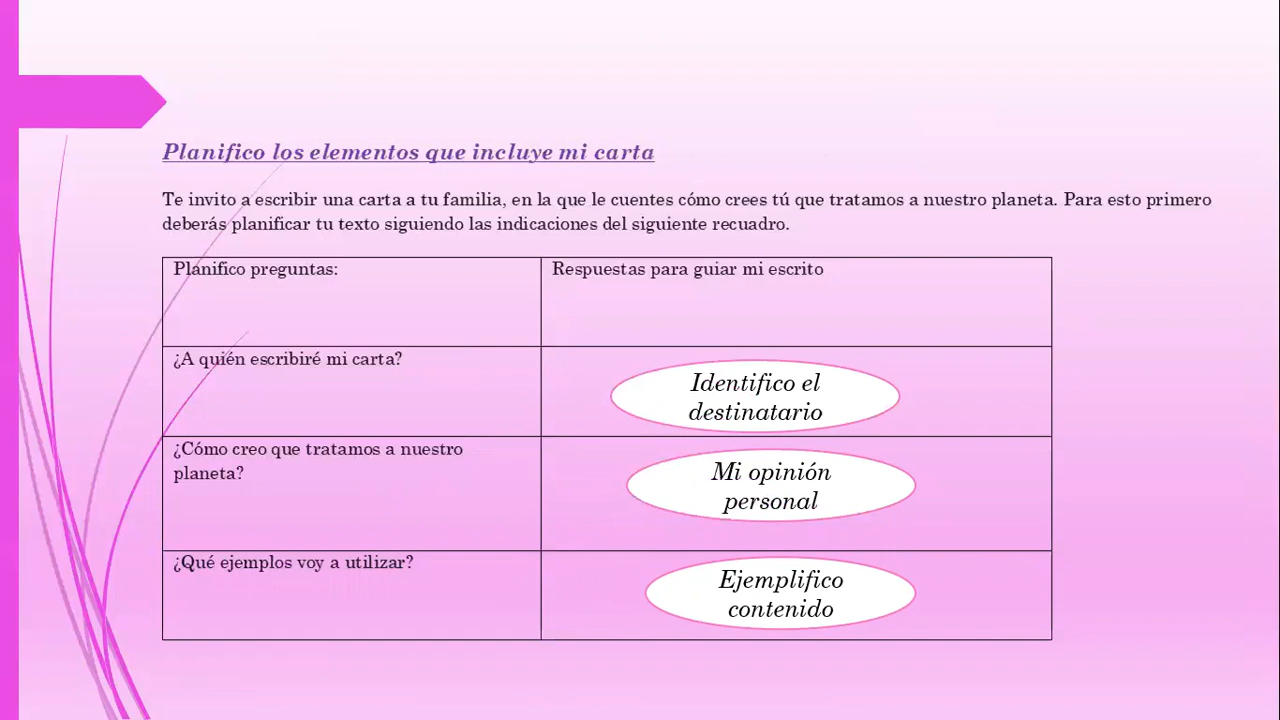 Planifico los elementos que incluye mi carta
Te invito a escribir una carta a tu familia, en la que le cuentes cómo crees tú que tratamos a nuestro planeta. Para esto primero
deberás planificar tu texto siguiendo las indicaciones del siguiente recuadro.
Planifico preguntas:
Respuestas para guiar mi escrito
¿A quién escribiré mi carta?
Identifico el
destinatario
¿Cómo creo que tratamos a nuestro
planeta?
Mi opinión
personal
¿Qué ejemplos voy a utilizar?
Ejemplifico
contenido